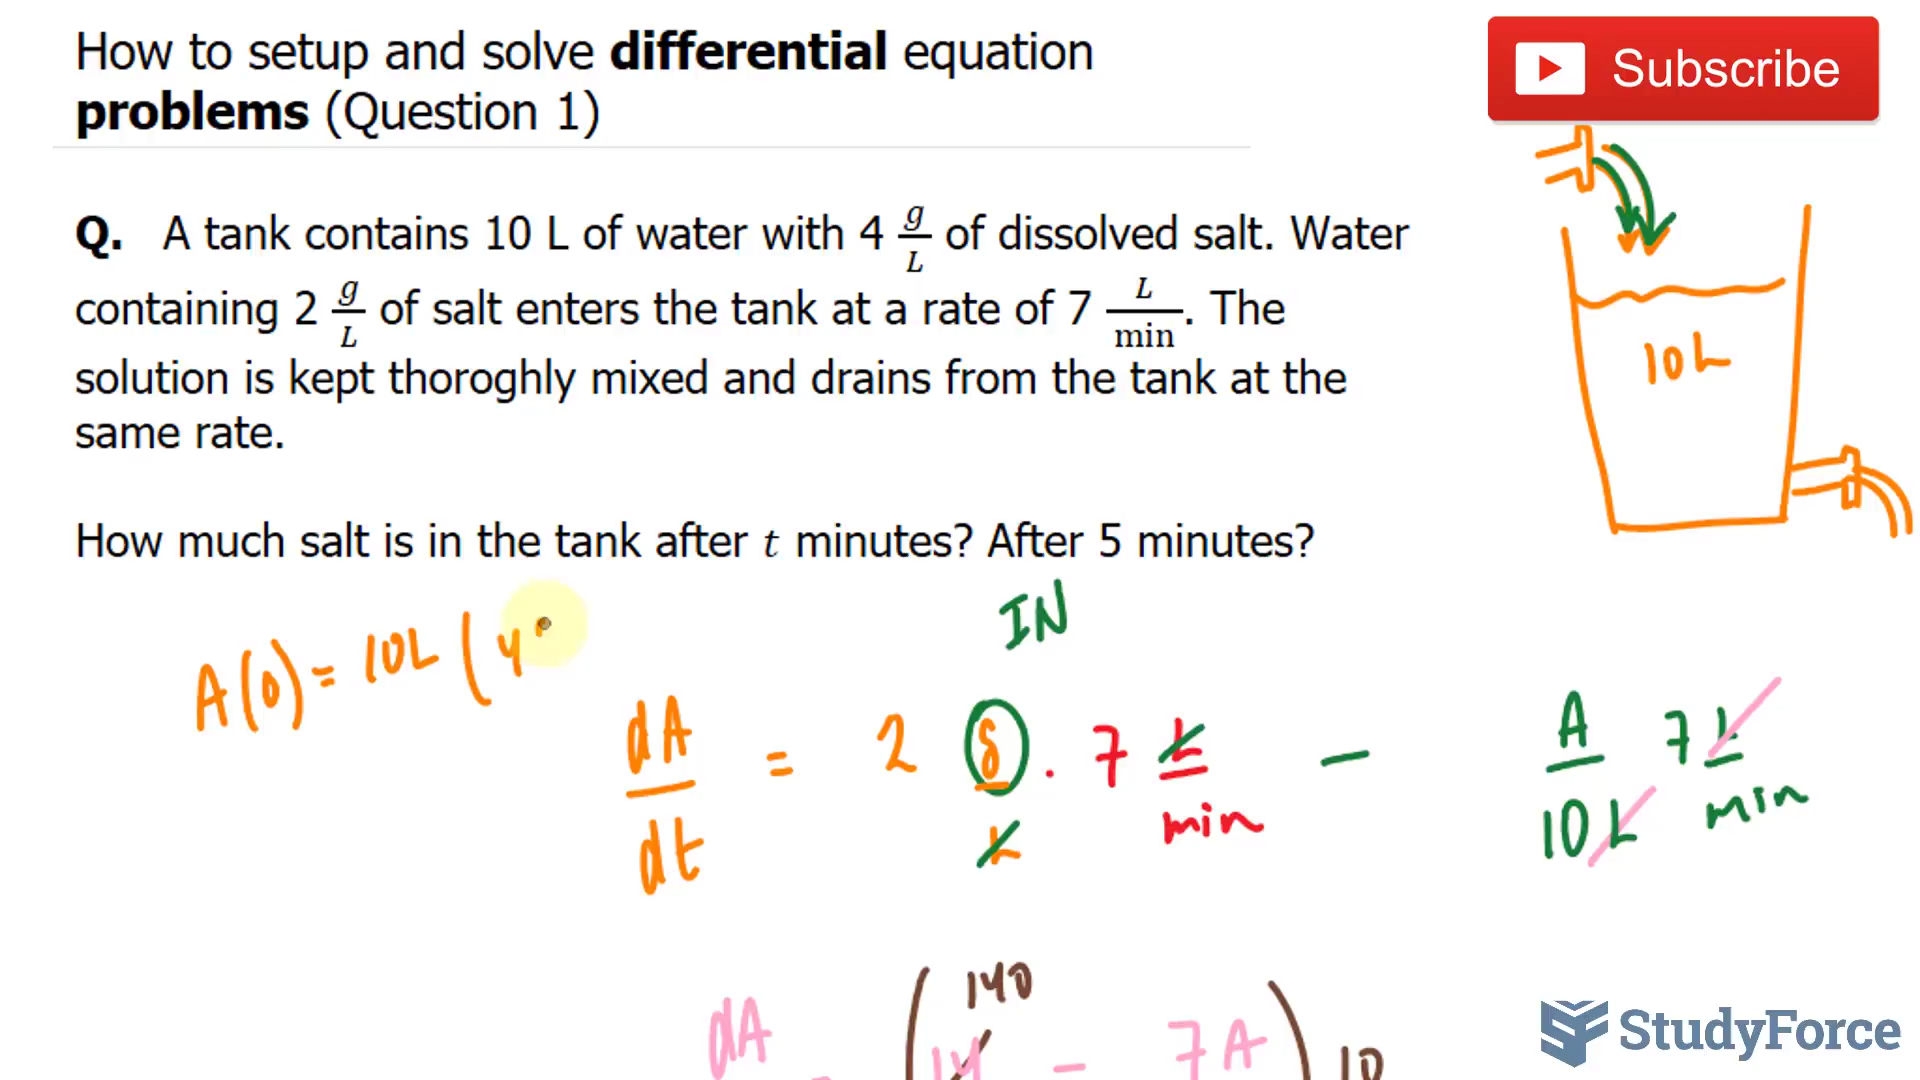 How to setup and solve differential equation
problems (Question 1)
Subscribe
Q. A tank contains 10 L of water with 4 g/L of dissolved salt. Water
containing 2 g/L of salt enters the tank at a rate of 7 L/min. The
solution is kept thoroghly mixed and drains from the tank at the
same rate.
10L
How much salt is in the tank after t minutes? After 5 minutes?
IN
A(0) = 10L (4
dA/dt = 2 g/L . 7 L/min - A/10L 7L/min
140
dA (14 - 7A) 10
StudyForce